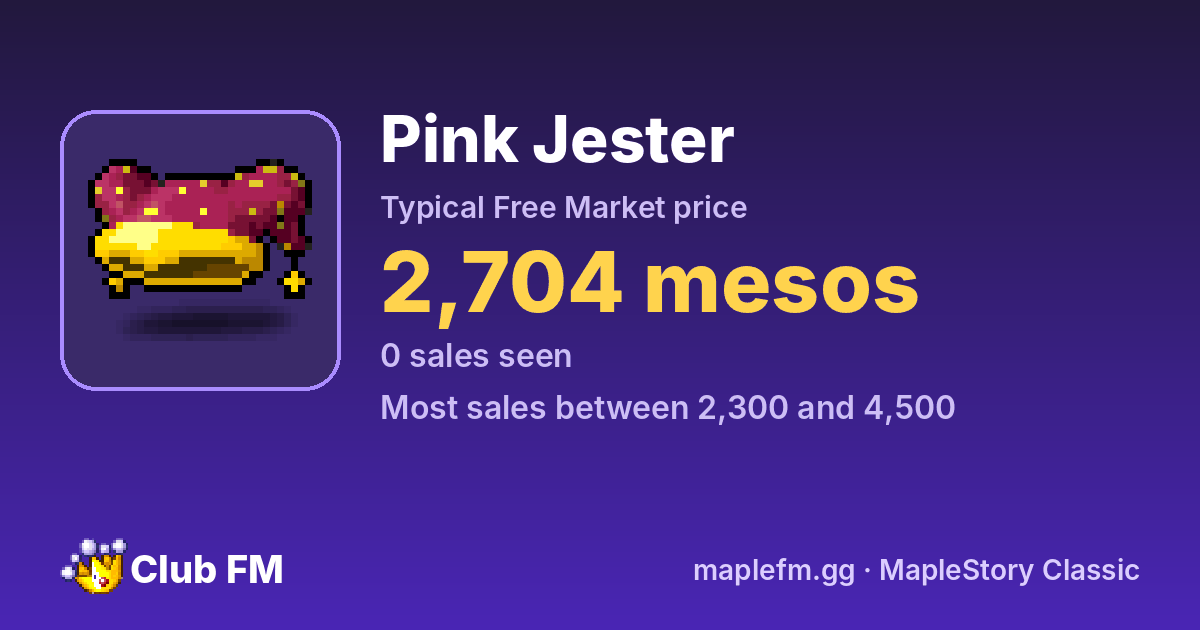 Pink Jester
Typical Free Market price
2,704 mesos
0 sales seen
Most sales between 2,300 and 4,500
Club FM
maplefm.gg · MapleStory Classic